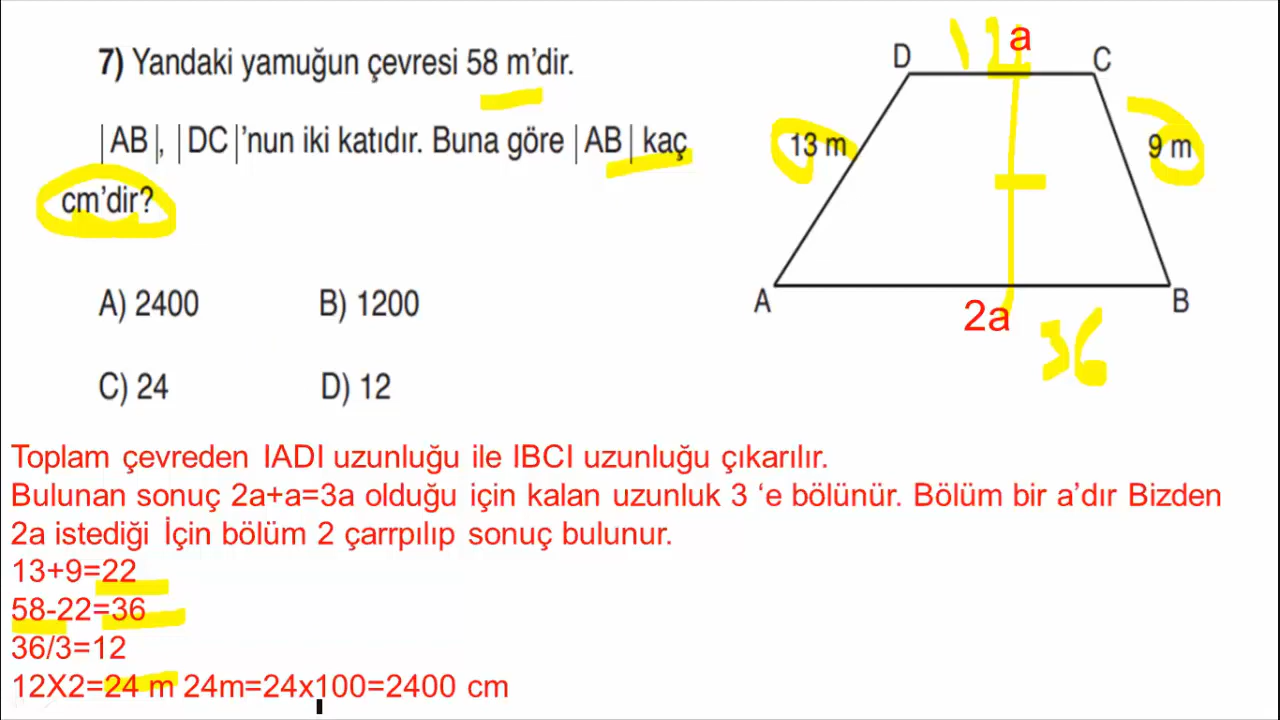 7) Yandaki yamuğun çevresi 58 m'dir.
|AB|, |DC|'nun iki katıdır. Buna göre |AB| kaç
cm'dir?
A) 2400 B) 1200
C) 24 D) 12
12 a
D C
13 m 9 m
A B
2a
36
Toplam çevreden IADI uzunluğu ile IBCI uzunluğu çıkarılır.
Bulunan sonuç 2a+a=3a olduğu için kalan uzunluk 3 'e bölünür. Bölüm bir a'dır Bizden
2a istediği İçin bölüm 2 çarrpılıp sonuç bulunur.
13+9=22
58-22=36
36/3=12
12X2=24 m 24m=24x100=2400 cm